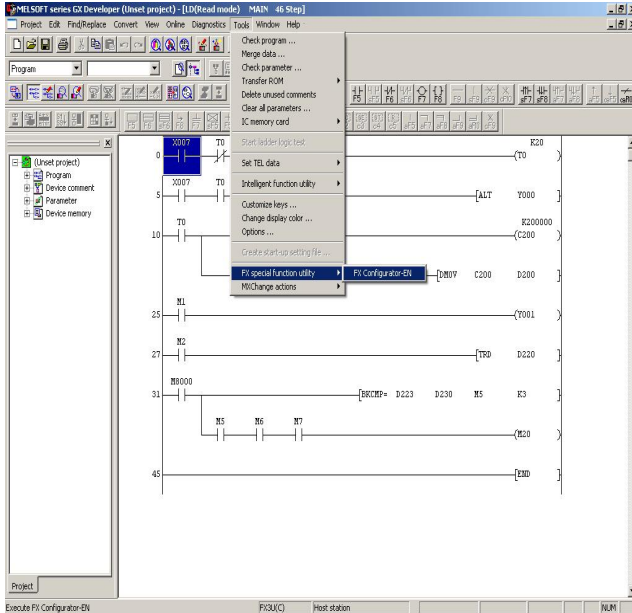 MELSOFT series GX Developer (Unset project) - [LD(Read mode) MAIN 46 Step]
Project Edit Find/Replace Convert View Online Diagnostics Tools Window Help
Program
Check program ...
Merge data ...
Check parameter ...
Transfer ROM
Delete unused comments
Clear all parameters ...
IC memory card
Start ladder logic test
Set TEL data
Intelligent function utility
Customize keys ...
Change display color ...
Options ...
Create start-up setting file ...
FX special function utility
FX Configurator-EN
MXChange actions
(Unset project)
Program
Device comment
Parameter
Device memory
Project
X007 T0 K20
0 (T0 )
X007 T0
5 [ALT Y000 ]
T0 K200000
10 (C200 )
[DMOV C200 D200 ]
M1
25 (Y001 )
M2
27 [TRD D220 ]
M8000
31 [BKCMP= D223 D230 M5 K3 ]
M5 M6 M7
(M20 )
45 [END ]
Execute FX Configurator-EN FX3U(C) Host station NUM